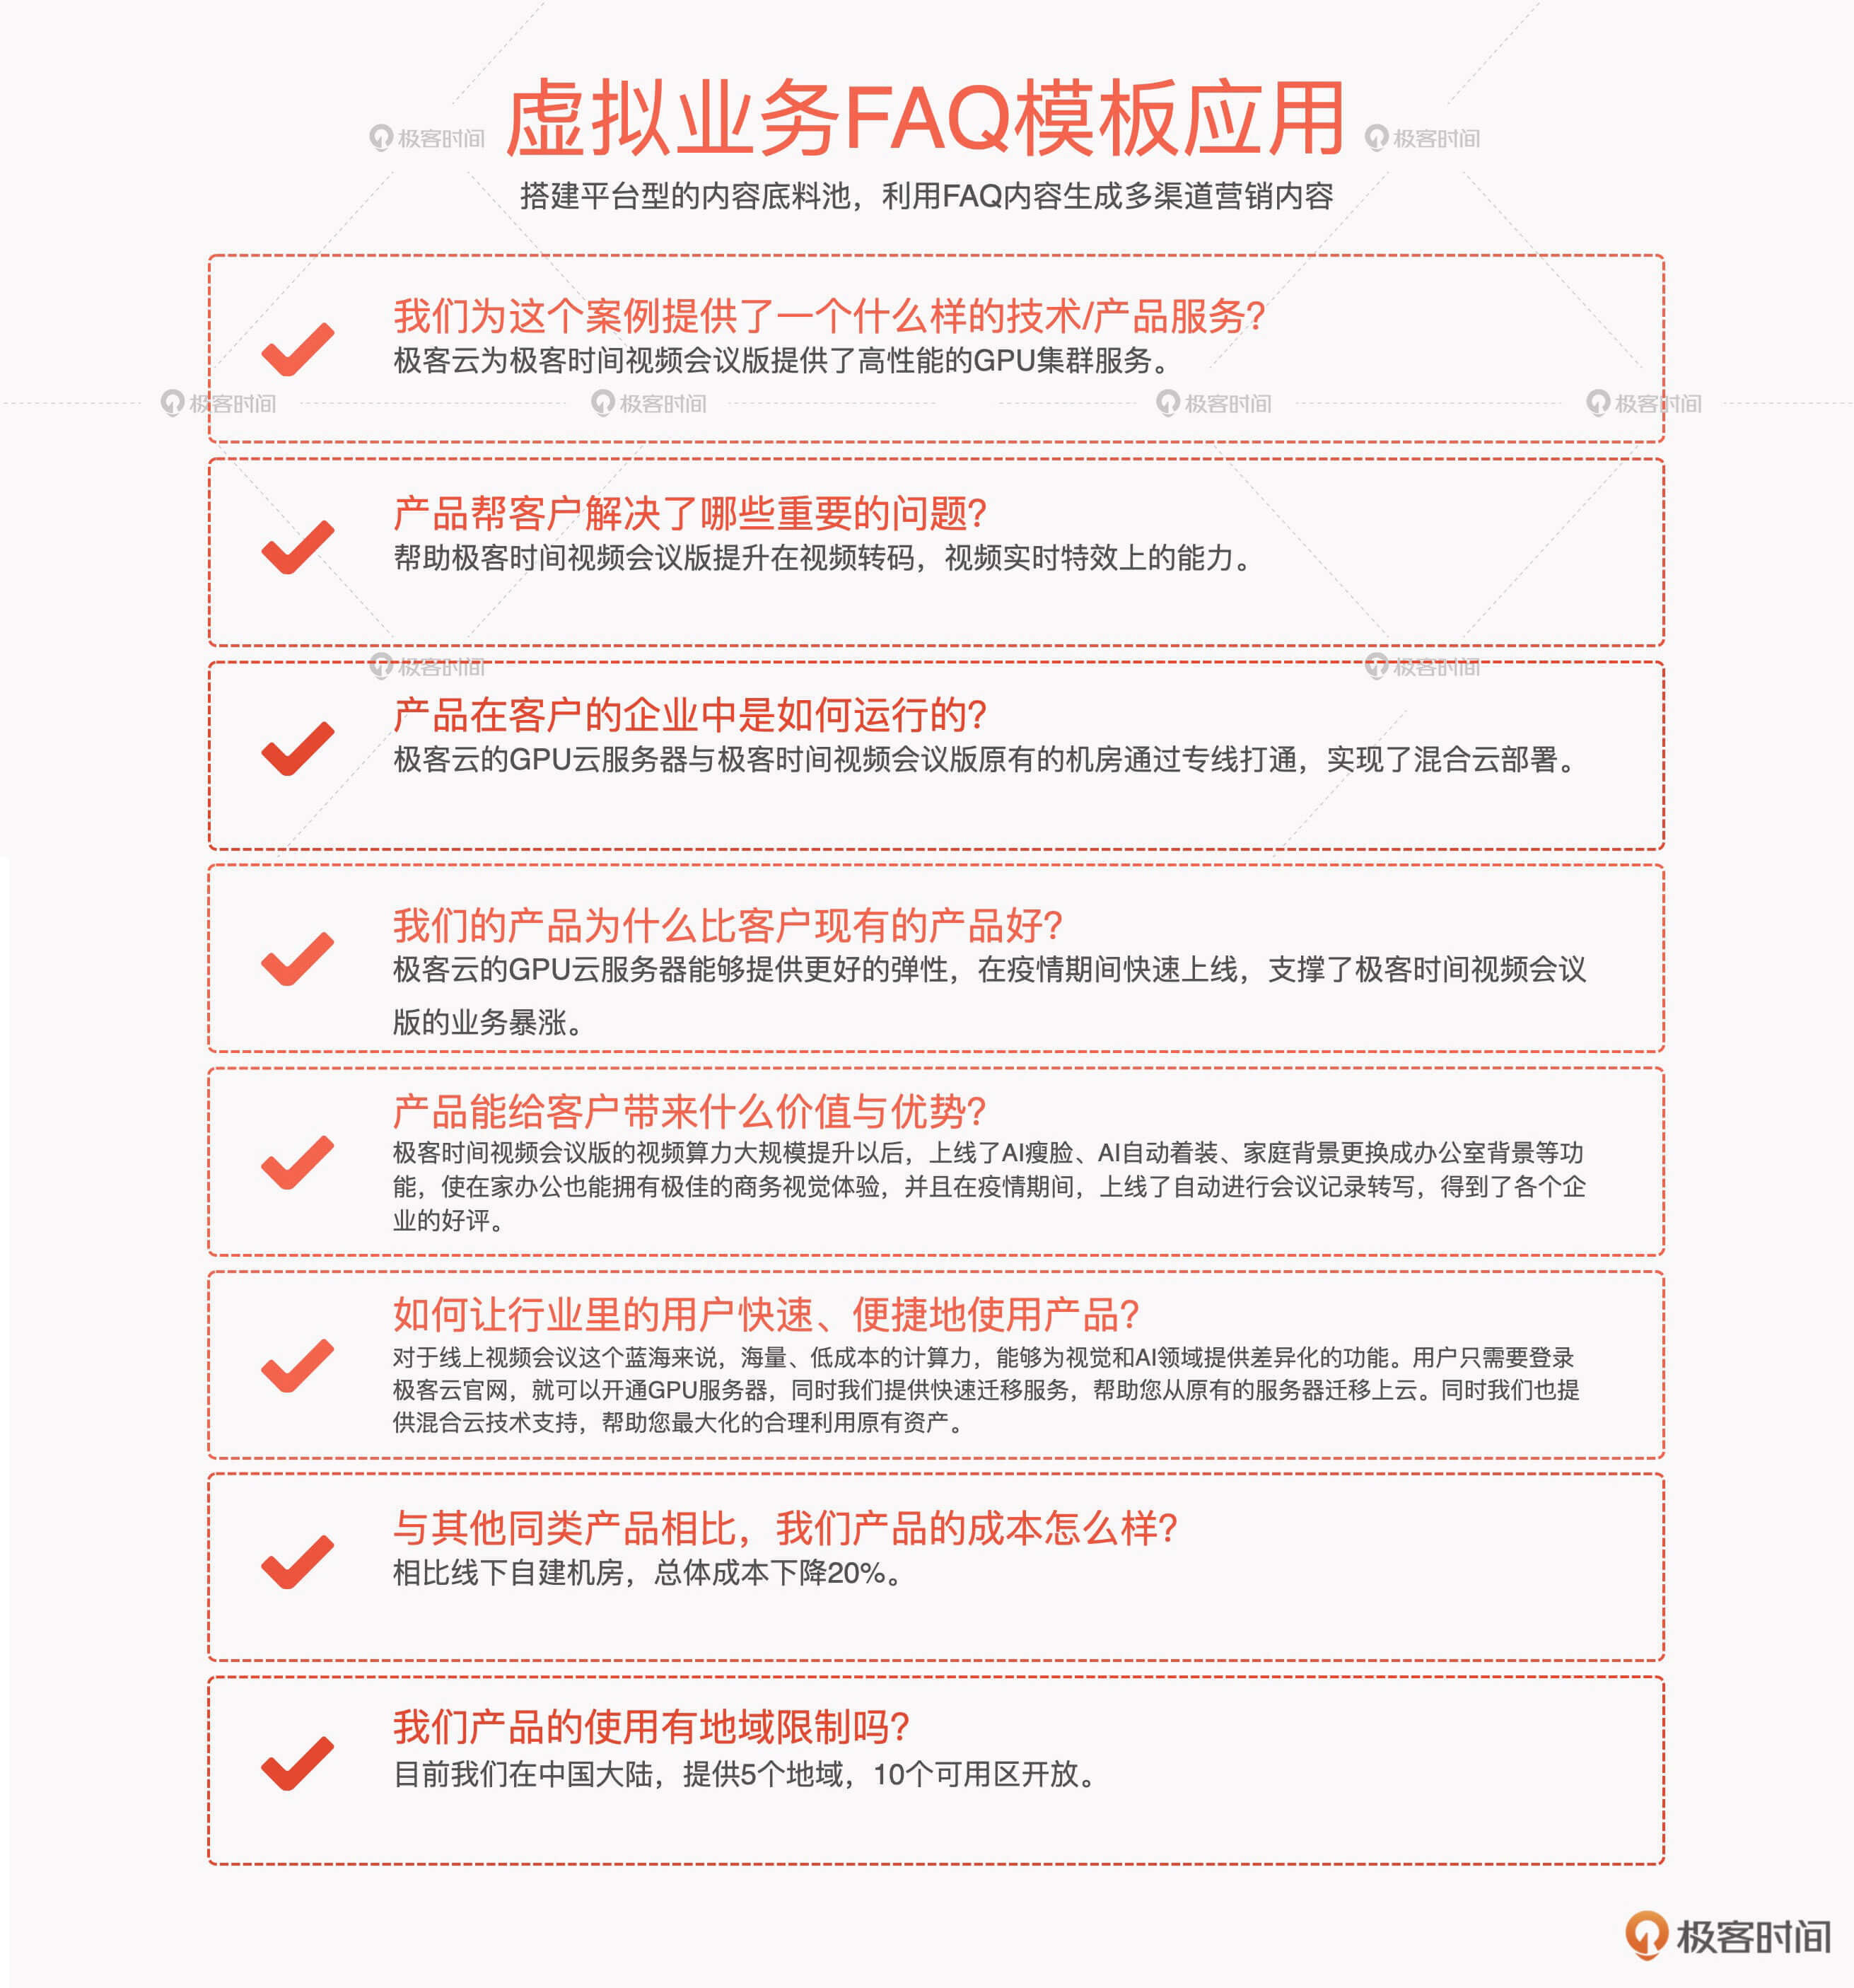 虚拟业务FAQ模板应用
极客时间
极客时间
搭建平台型的内容底料池，利用FAQ内容生成多渠道营销内容
我们为这个案例提供了一个什么样的技术/产品服务?
极客云为极客时间视频会议版提供了高性能的GPU集群服务。
极客时间
极客时间
极客时间
极客时间
产品帮客户解决了哪些重要的问题?
帮助极客时间视频会议版提升在视频转码，视频实时特效上的能力。
极客时间
极客时间
产品在客户的企业中是如何运行的?
极客云的GPU云服务器与极客时间视频会议版原有的机房通过专线打通，实现了混合云部署。
我们的产品为什么比客户现有的产品好?
极客云的GPU云服务器能够提供更好的弹性，在疫情期间快速上线，支撑了极客时间视频会议
版的业务暴涨。
产品能给客户带来什么价值与优势?
极客时间视频会议版的视频算力大规模提升以后，上线了AI瘦脸、AI自动着装、家庭背景更换成办公室背景等功
能，使在家办公也能拥有极佳的商务视觉体验，并且在疫情期间，上线了自动进行会议记录转写，得到了各个企
业的好评。
如何让行业里的用户快速、便捷地使用产品?
对于线上视频会议这个蓝海来说，海量、低成本的计算力，能够为视觉和AI领域提供差异化的功能。用户只需要登录
极客云官网，就可以开通GPU服务器，同时我们提供快速迁移服务，帮助您从原有的服务器迁移上云。同时我们也提
供混合云技术支持，帮助您最大化的合理利用原有资产。
与其他同类产品相比，我们产品的成本怎么样?
相比线下自建机房，总体成本下降20%。
我们产品的使用有地域限制吗?
目前我们在中国大陆，提供5个地域，10个可用区开放。
极客时间